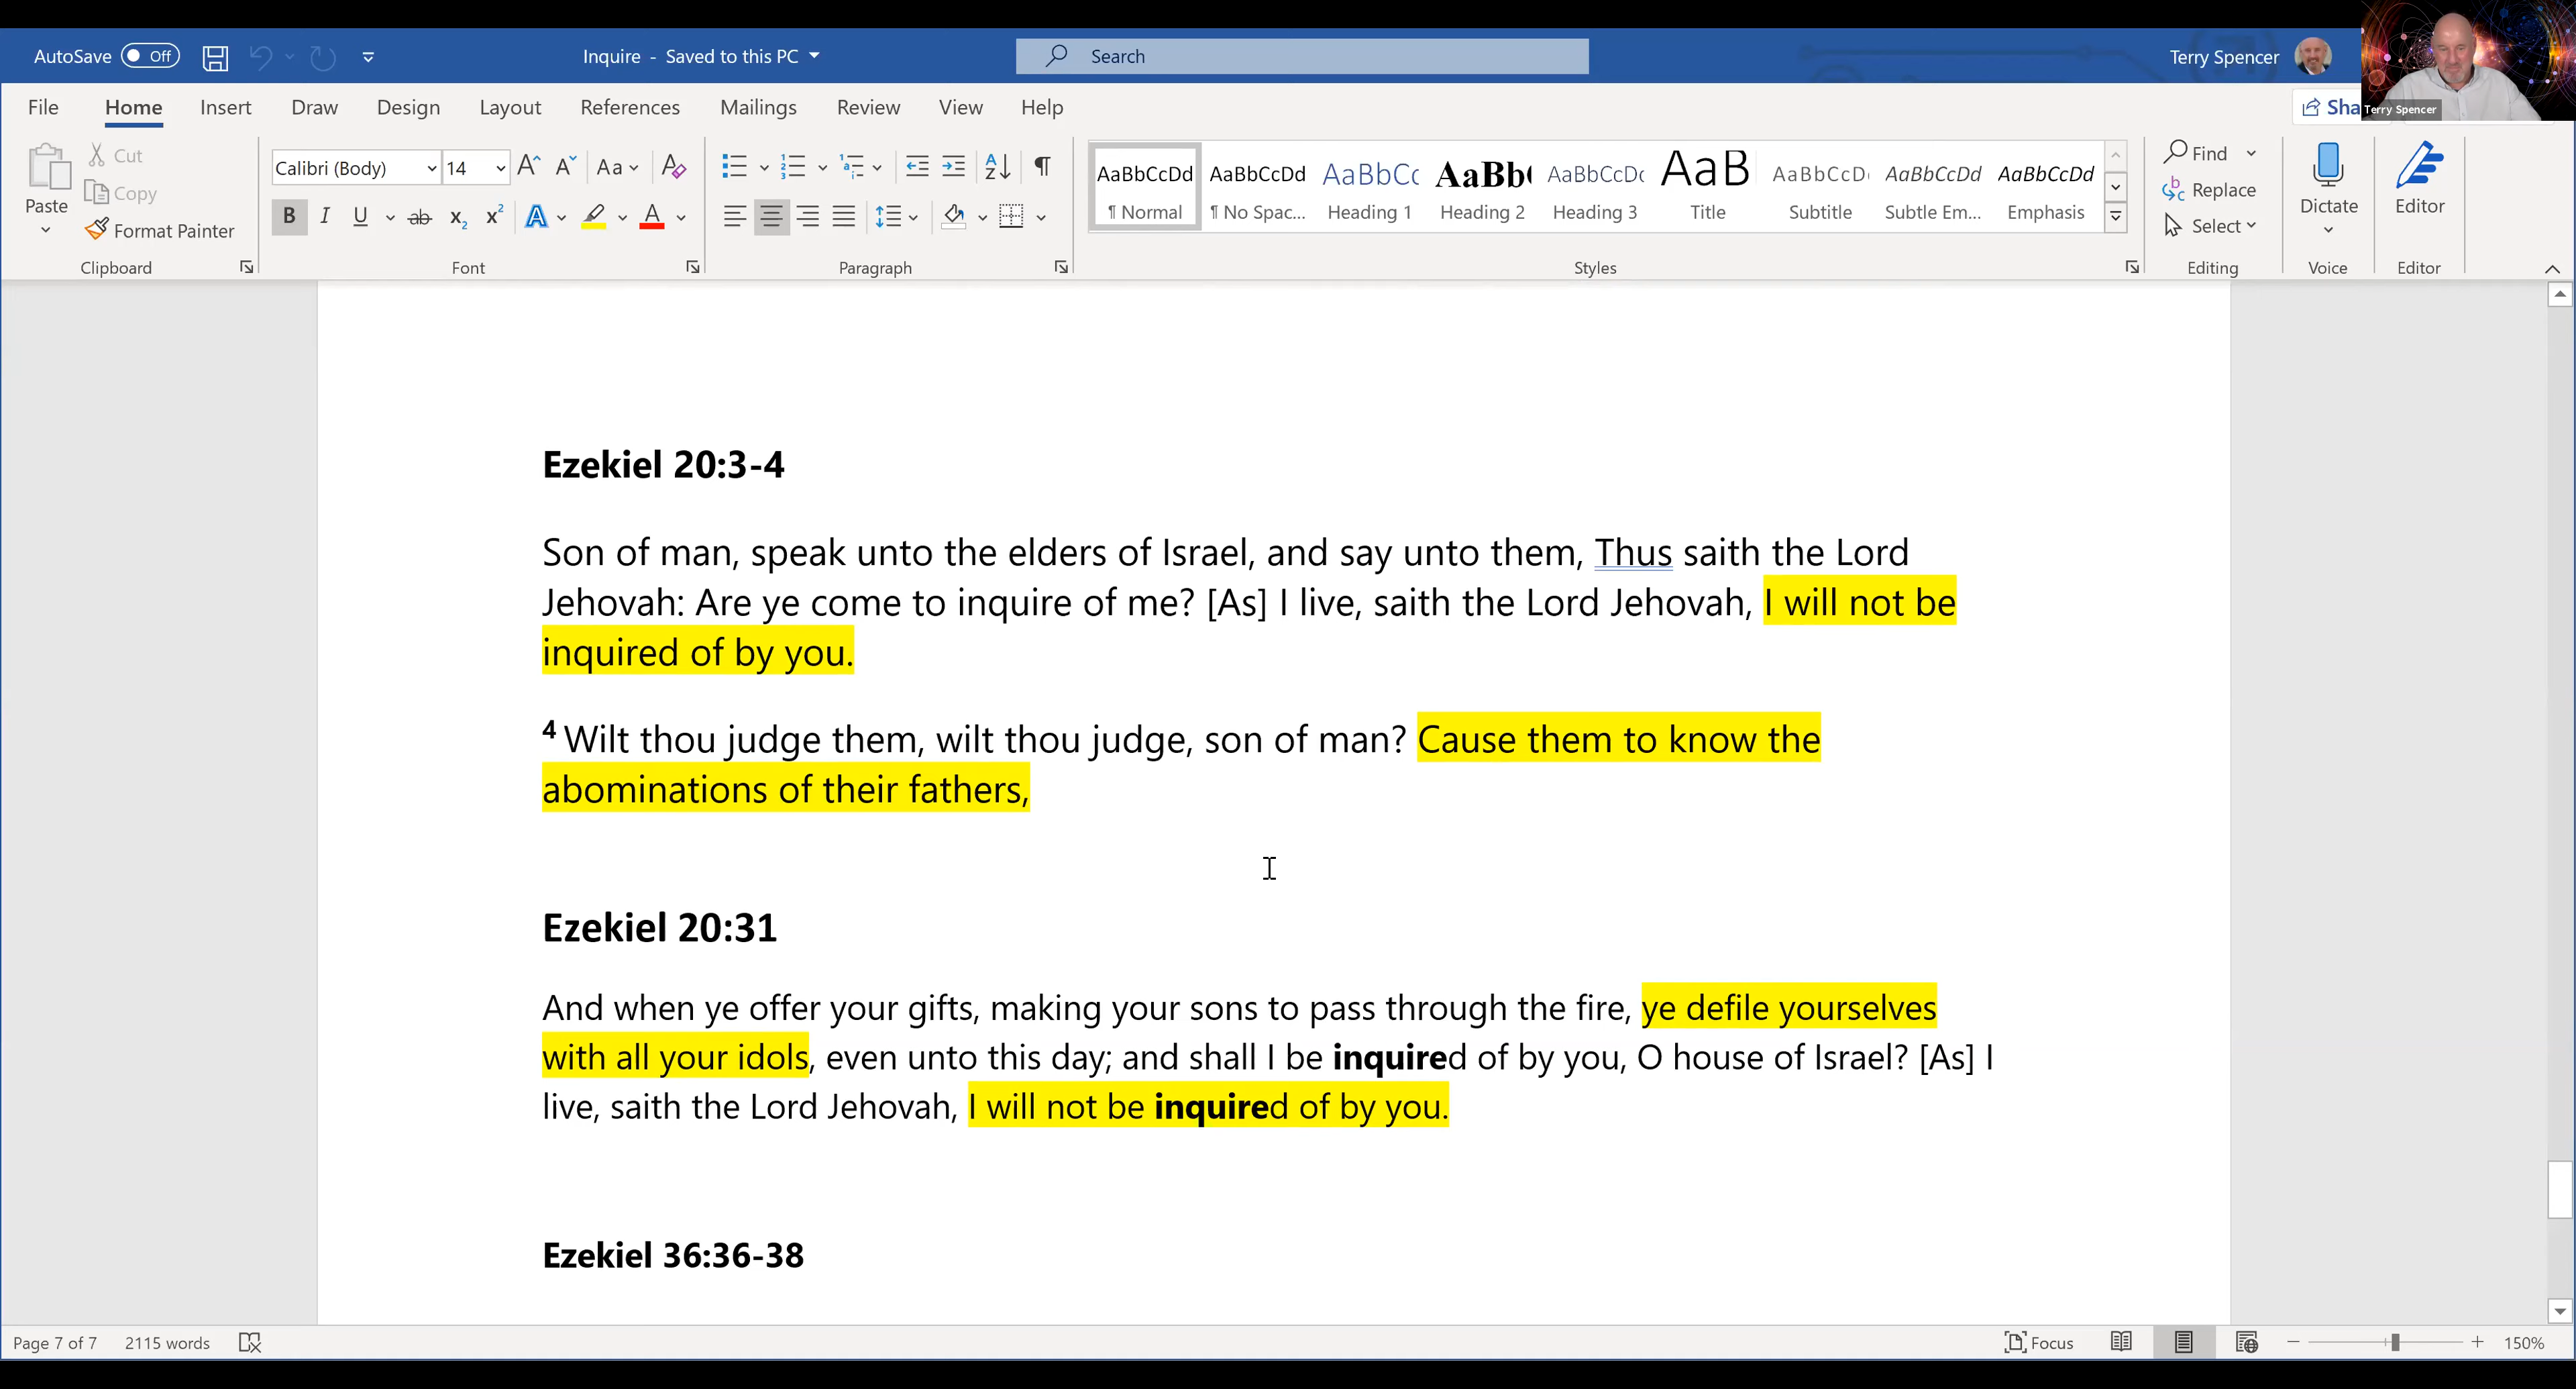 AutoSave Off Inquire - Saved to this PC Search Terry Spencer
Terry Spencer
File Home Insert Draw Design Layout References Mailings Review View Help Sha
Paste Cut Copy Format Painter
Clipboard
Calibri (Body) 14
Font
Paragraph
AaBbCcDd AaBbCcDd AaBbCc AaBb AaBbCcDc AaB AaBbCcD AaBbCcDd AaBbCcDd
¶ Normal ¶ No Spac... Heading 1 Heading 2 Heading 3 Title Subtitle Subtle Em... Emphasis
Styles
Find
Replace
Select
Editing
Dictate
Voice
Editor
Editor
Ezekiel 20:3-4
Son of man, speak unto the elders of Israel, and say unto them, Thus saith the Lord
Jehovah: Are ye come to inquire of me? [As] I live, saith the Lord Jehovah, I will not be
inquired of by you.
4 Wilt thou judge them, wilt thou judge, son of man? Cause them to know the
abominations of their fathers,
Ezekiel 20:31
And when ye offer your gifts, making your sons to pass through the fire, ye defile yourselves
with all your idols, even unto this day; and shall I be inquired of by you, O house of Israel? [As] I
live, saith the Lord Jehovah, I will not be inquired of by you.
Ezekiel 36:36-38
Page 7 of 7 2115 words Focus 150%